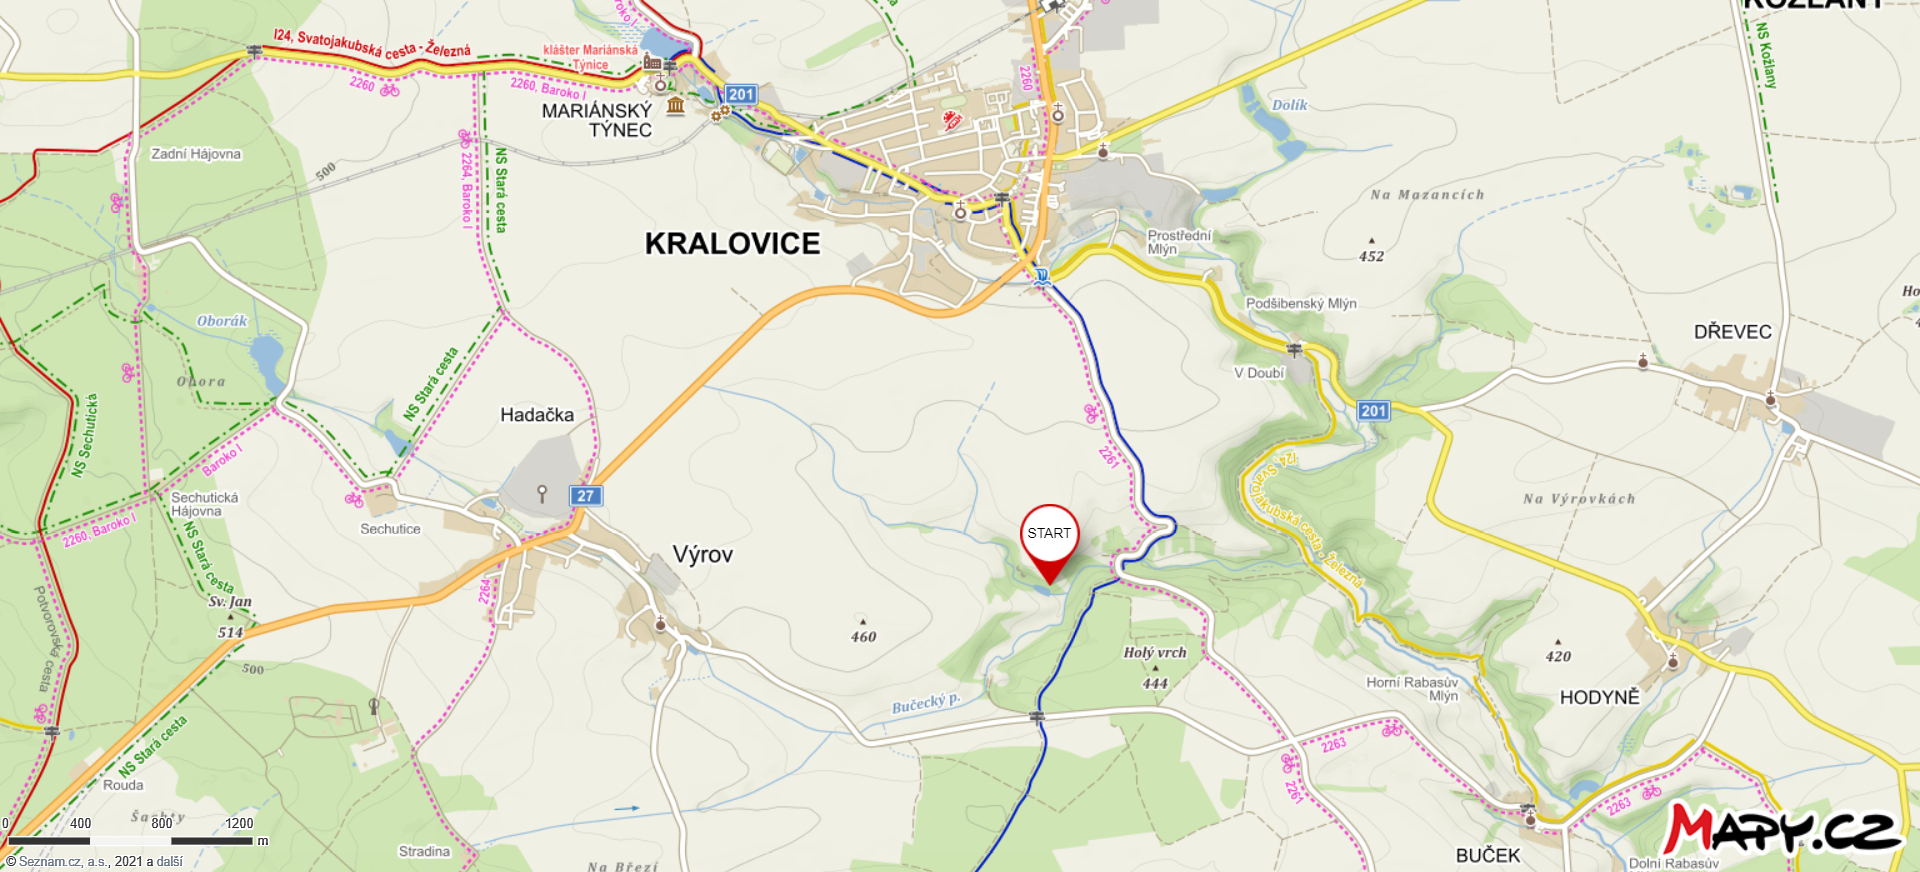 KOŽLANY
Baroko I
I24, Svatojakubská cesta - Železná
klášter Mariánská
Týnice
2260
2260, Baroko I
2260
NS Kožlany
201
MARIÁNSKÝ
TÝNEC
Dolík
Zadní Hájovna
500
2264, Baroko I
NS Stará cesta
Na Mazancích
KRALOVICE
Prostřední
Mlýn
452
Podšibenský Mlýn
Oborák
DŘEVEC
V Doubí
Obora
NS Stará cesta
Hadačka
201
NS Sechutická
Baroko I
2261
I24, Svatojakubská cesta - Železná
Sechutická
Hájovna
27
Na Výrovkách
Sechutice
2260, Baroko I
START
Výrov
NS Stará cesta
2264
Potvorovská cesta
Sv. Jan
514
460
Holý vrch
444
420
500
Horní Rabasův
Mlýn
HODYNĚ
Bučecký p.
NS Stará cesta
2263
2261
Rouda
2263
0 400 800 1200
m
MAPY.CZ
© Seznam.cz, a.s., 2021 a další
Stradina
Na Březí
BUČEK
Dolní Rabasův